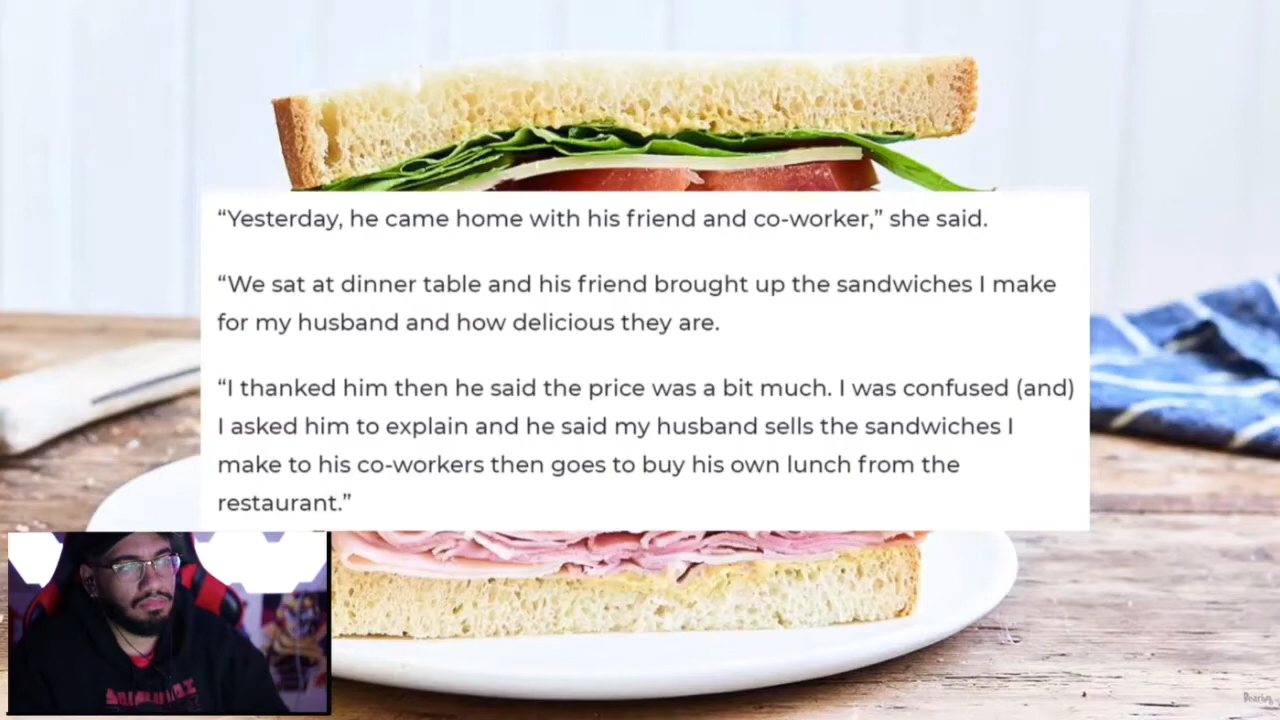 “Yesterday, he came home with his friend and co-worker,” she said.
“We sat at dinner table and his friend brought up the sandwiches I make
for my husband and how delicious they are.
“I thanked him then he said the price was a bit much. I was confused (and)
I asked him to explain and he said my husband sells the sandwiches I
make to his co-workers then goes to buy his own lunch from the
restaurant.”